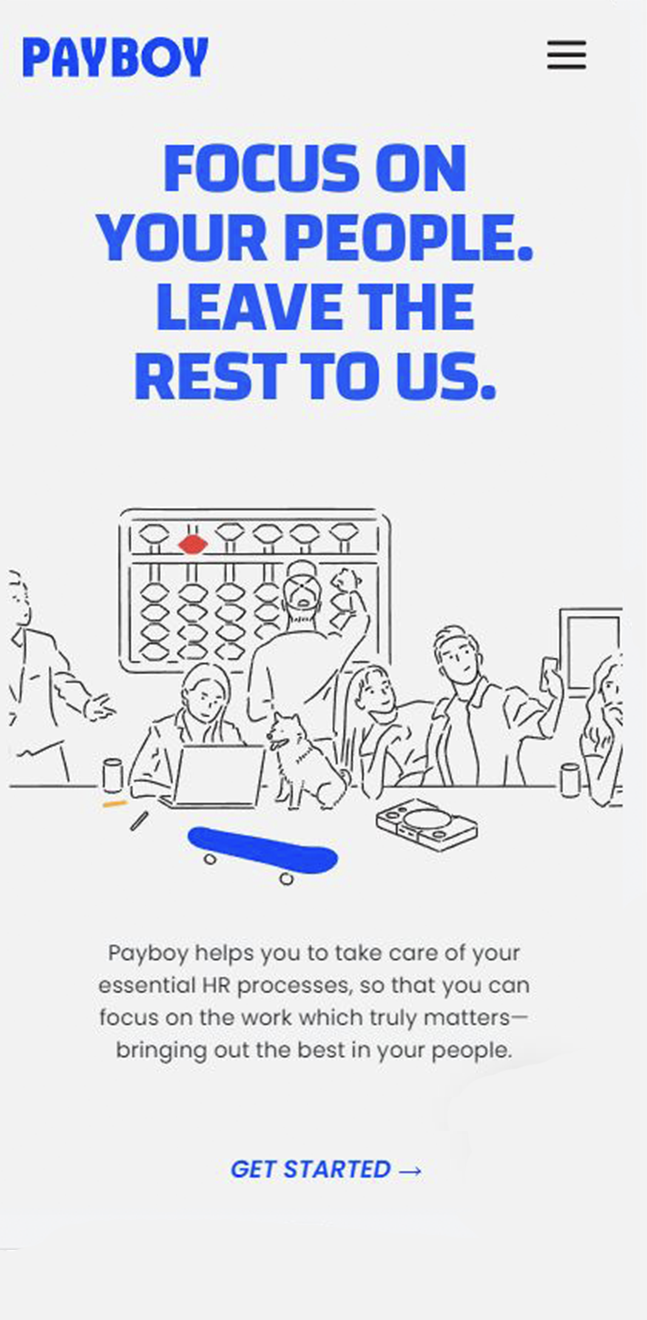 PAYBOY
FOCUS ON
YOUR PEOPLE.
LEAVE THE
REST TO US.
Payboy helps you to take care of your
essential HR processes, so that you can
focus on the work which truly matters—
bringing out the best in your people.
GET STARTED →